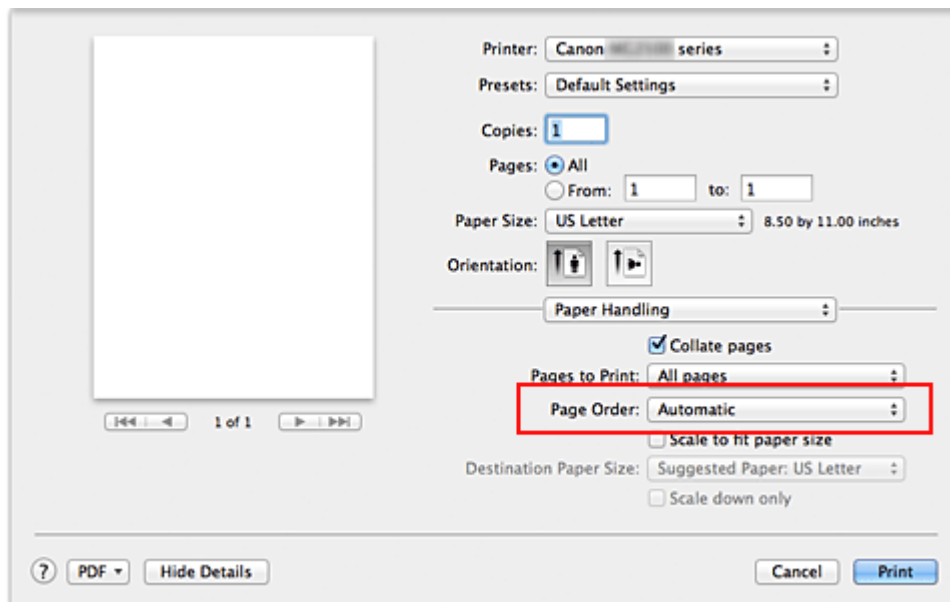 Printer: Canon series
Presets: Default Settings
Copies: 1
Pages: All
From: 1 to: 1
Paper Size: US Letter 8.50 by 11.00 inches
Orientation:
Paper Handling
Collate pages
Pages to Print: All pages
Page Order: Automatic
Scale to fit paper size
Destination Paper Size: Suggested Paper: US Letter
Scale down only
1 of 1
? PDF Hide Details Cancel Print